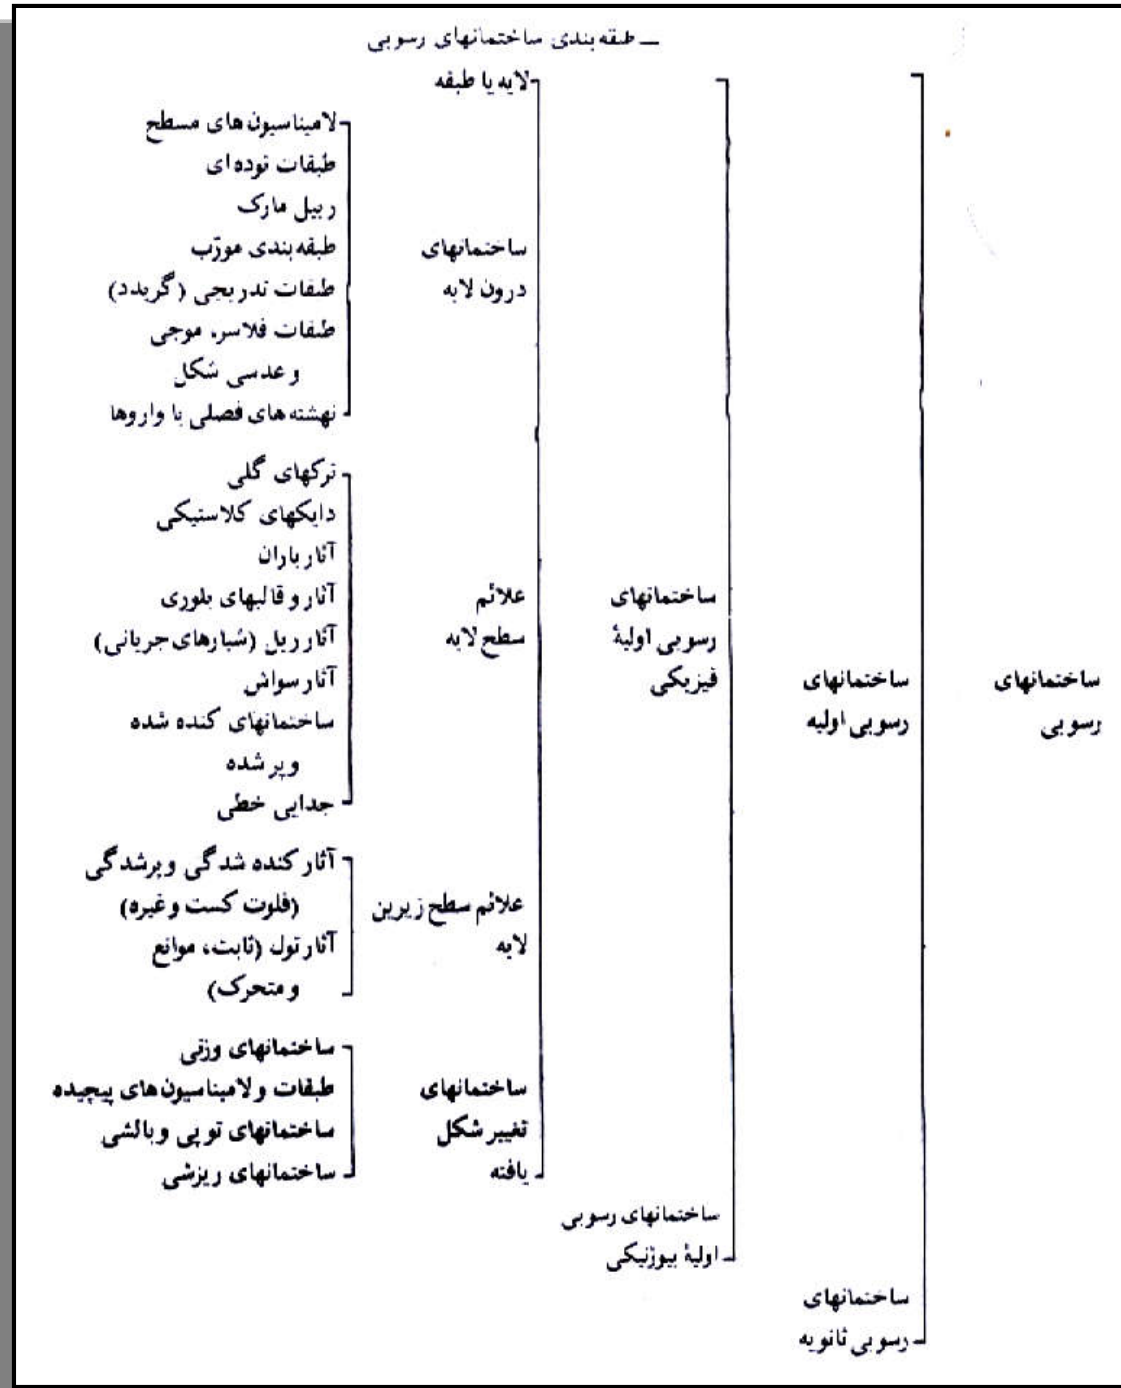 ــ طبقه‌بندی ساختمانهای رسوبی
ساختمانهای
رسوبی
ساختمانهای
رسوبی اولیه
ساختمانهای
رسوبی اولیهٔ
فیزیکی
لایه یا طبقه
ساختمانهای
درون لایه
لامیناسیون‌های مسطح
طبقات توده‌ای
ریپل مارک
طبقه‌بندی مورّب
طبقات تدریجی (گریدد)
طبقات فلاسر، موجی
و عدسی شکل
نهشته‌های فصلی یا واروها
علائم
سطح لایه
ترکهای گلی
دایکهای کلاستیکی
آثار باران
آثار و قالبهای بلوری
آثار ریل (شیارهای جریانی)
آثار سواش
ساختمانهای کنده شده
و پر شده
جدایی خطی
علائم سطح زیرین
لایه
آثار کنده شدگی و پرشدگی
(فلوت کست و غیره)
آثار تول (ثابت، موانع
و متحرک)
ساختمانهای
تغییر شکل
یافته
ساختمانهای وزنی
طبقات و لامیناسیون‌های پیچیده
ساختمانهای توپی و بالشی
ساختمانهای ریزشی
ساختمانهای رسوبی
اولیهٔ بیوژنیکی
ساختمانهای
رسوبی ثانویه